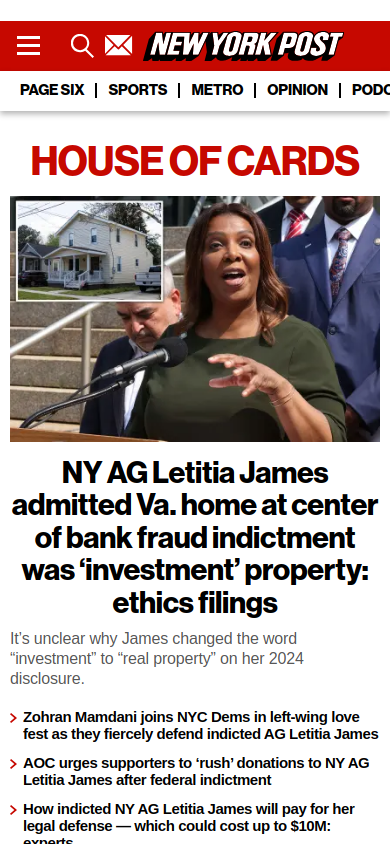 NEW YORK POST
PAGE SIX | SPORTS | METRO | OPINION | PODC
HOUSE OF CARDS
NY AG Letitia James
admitted Va. home at center
of bank fraud indictment
was ‘investment’ property:
ethics filings
It’s unclear why James changed the word
“investment” to “real property” on her 2024
disclosure.
Zohran Mamdani joins NYC Dems in left-wing love
fest as they fiercely defend indicted AG Letitia James
AOC urges supporters to ‘rush’ donations to NY AG
Letitia James after federal indictment
How indicted NY AG Letitia James will pay for her
legal defense — which could cost up to $10M:
experts